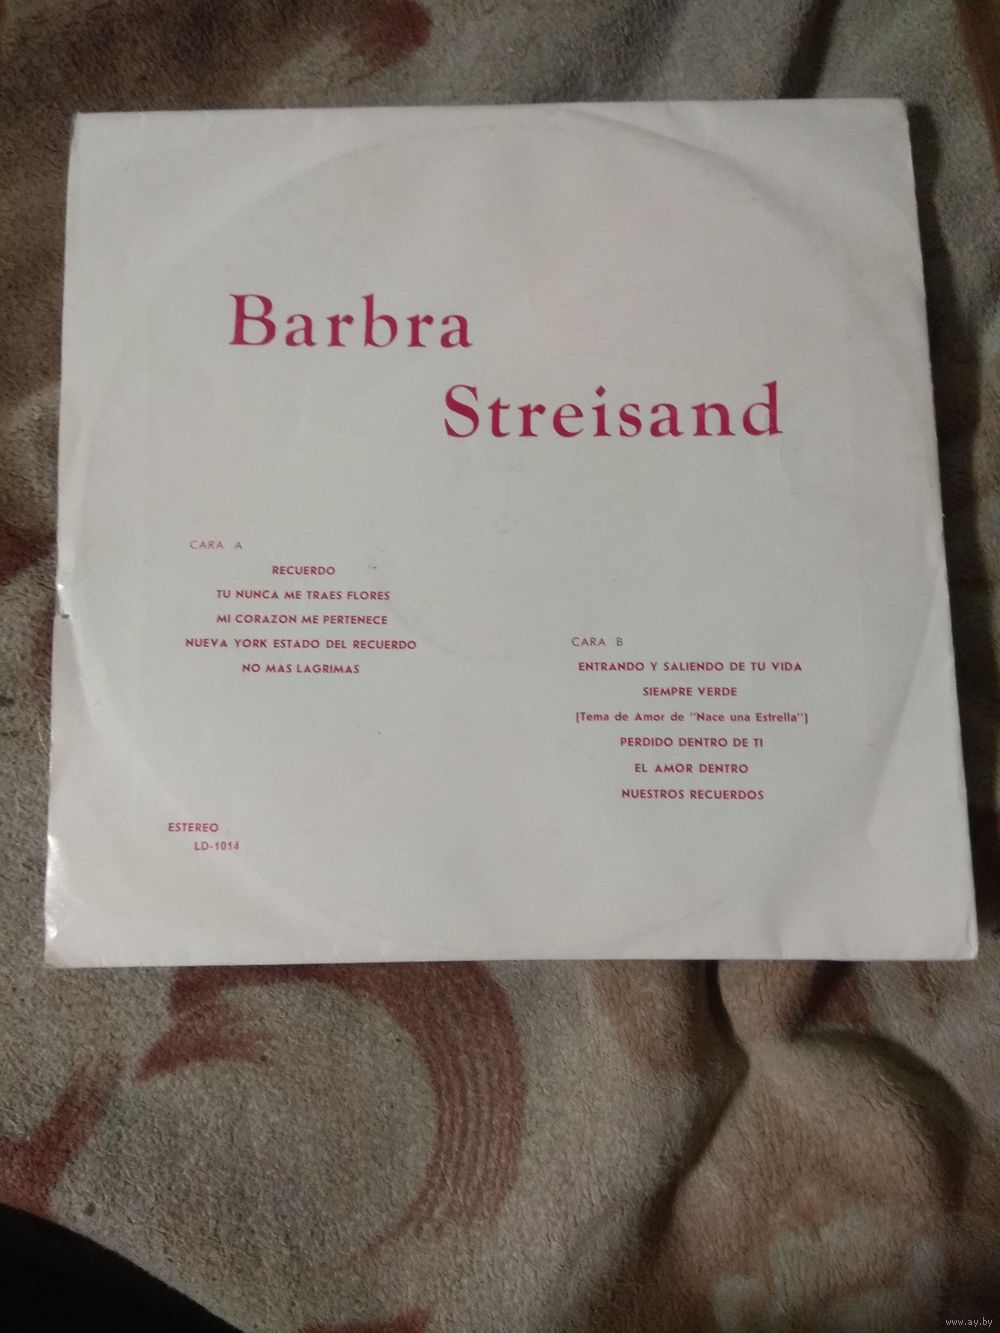 Barbra
Streisand
CARA A
RECUERDO
TU NUNCA ME TRAES FLORES
MI CORAZON ME PERTENECE
NUEVA YORK ESTADO DEL RECUERDO
NO MAS LAGRIMAS
CARA B
ENTRANDO Y SALIENDO DE TU VIDA
SIEMPRE VERDE
(Tema de Amor de "Nace una Estrella")
PERDIDO DENTRO DE TI
EL AMOR DENTRO
NUESTROS RECUERDOS
ESTEREO
LD-1014
www.ay.by